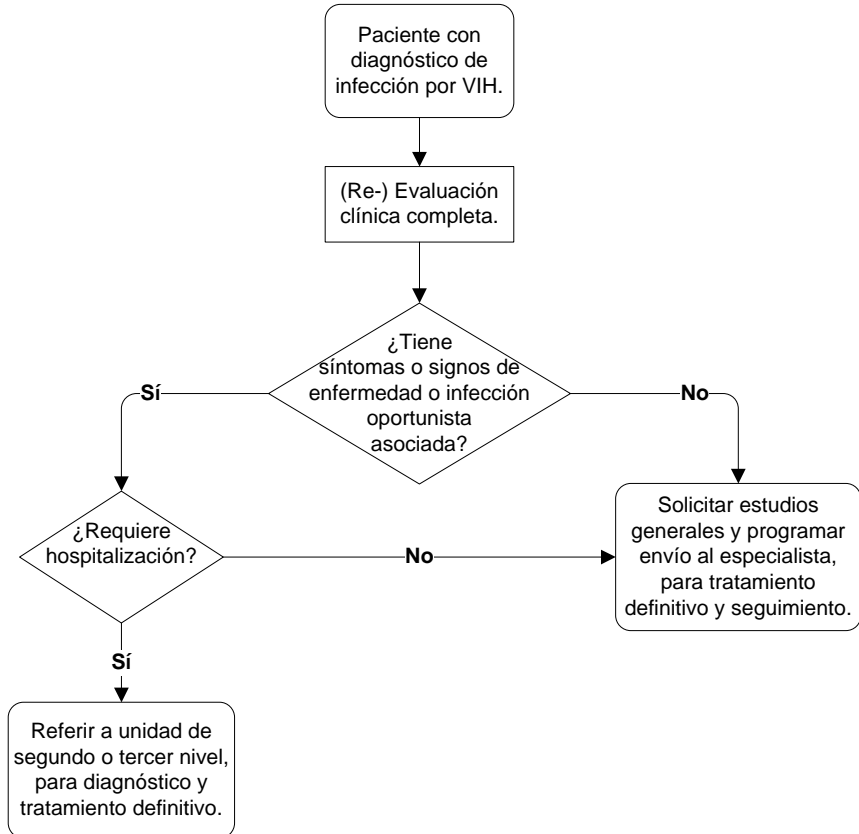 Paciente con
diagnóstico de
infección por VIH.
(Re-) Evaluación
clínica completa.
¿Tiene
síntomas o signos de
enfermedad o infección
oportunista
asociada?
Sí
No
¿Requiere
hospitalización?
No
Solicitar estudios
generales y programar
envío al especialista,
para tratamiento
definitivo y seguimiento.
Sí
Referir a unidad de
segundo o tercer nivel,
para diagnóstico y
tratamiento definitivo.